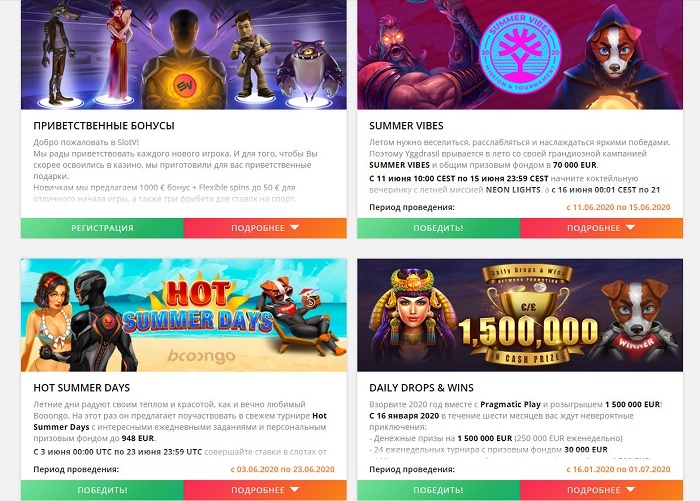 SV
ПРИВЕТСТВЕННЫЕ БОНУСЫ
Добро пожаловать в SlotV!
Мы рады приветствовать каждого нового игрока. И для того, чтобы Вы
скорее освоились в казино, мы приготовили для вас приветственные
подарки.
Новичкам мы предлагаем 1000 € бонус + Flexible spins до 50 € для
отличного начала игры, а также три фрибета для ставок на спорт.
РЕГИСТРАЦИЯ
ПОДРОБНЕЕ
SUMMER VIBES
20
MISSION & TOURNAMENT
SUMMER VIBES
Летом нужно веселиться, расслабляться и наслаждаться яркими победами.
Поэтому Yggdrasil врывается в лето со своей грандиозной кампанией
SUMMER VIBES и общим призовым фондом в 70 000 EUR.
С 11 июня 10:00 CEST по 15 июня 23:59 CEST начните коктейльную
вечеринку с летней миссией NEON LIGHTS, а с 16 июня 00:01 CEST по 21
Период проведения:
с 11.06.2020 по 15.06.2020
ПОБЕДИТЬ!
ПОДРОБНЕЕ
HOT
SUMMER DAYS
booongo
HOT SUMMER DAYS
Летние дни радуют своим теплом и красотой, как и вечно любимый
Booongo. На этот раз он предлагает поучаствовать в свежем турнире Hot
Summer Days с интересными ежедневными заданиями и персональным
призовым фондом до 948 EUR.
С 3 июня 00:00 UTC по 23 июня 23:59 UTC совершайте ставки в слотах от
Период проведения:
с 03.06.2020 по 23.06.2020
ПОБЕДИТЬ!
ПОДРОБНЕЕ
Daily Drops & Wins
NETWORK PROMOTION
€/£
1,500,000
IN CASH PRIZES
WINNER
DAILY DROPS & WINS
Взорвите 2020 год вместе с Pragmatic Play и розыгрышем 1 500 000 EUR!
С 16 января 2020 в течение шести месяцев вас ждут невероятные
приключения:
- Денежные призы на 1 500 000 EUR (250 000 EUR еженедельно)
- 24 еженедельных турнира с призовым фондом 30 000 EUR
Период проведения:
с 16.01.2020 по 01.07.2020
ПОБЕДИТЬ!
ПОДРОБНЕЕ